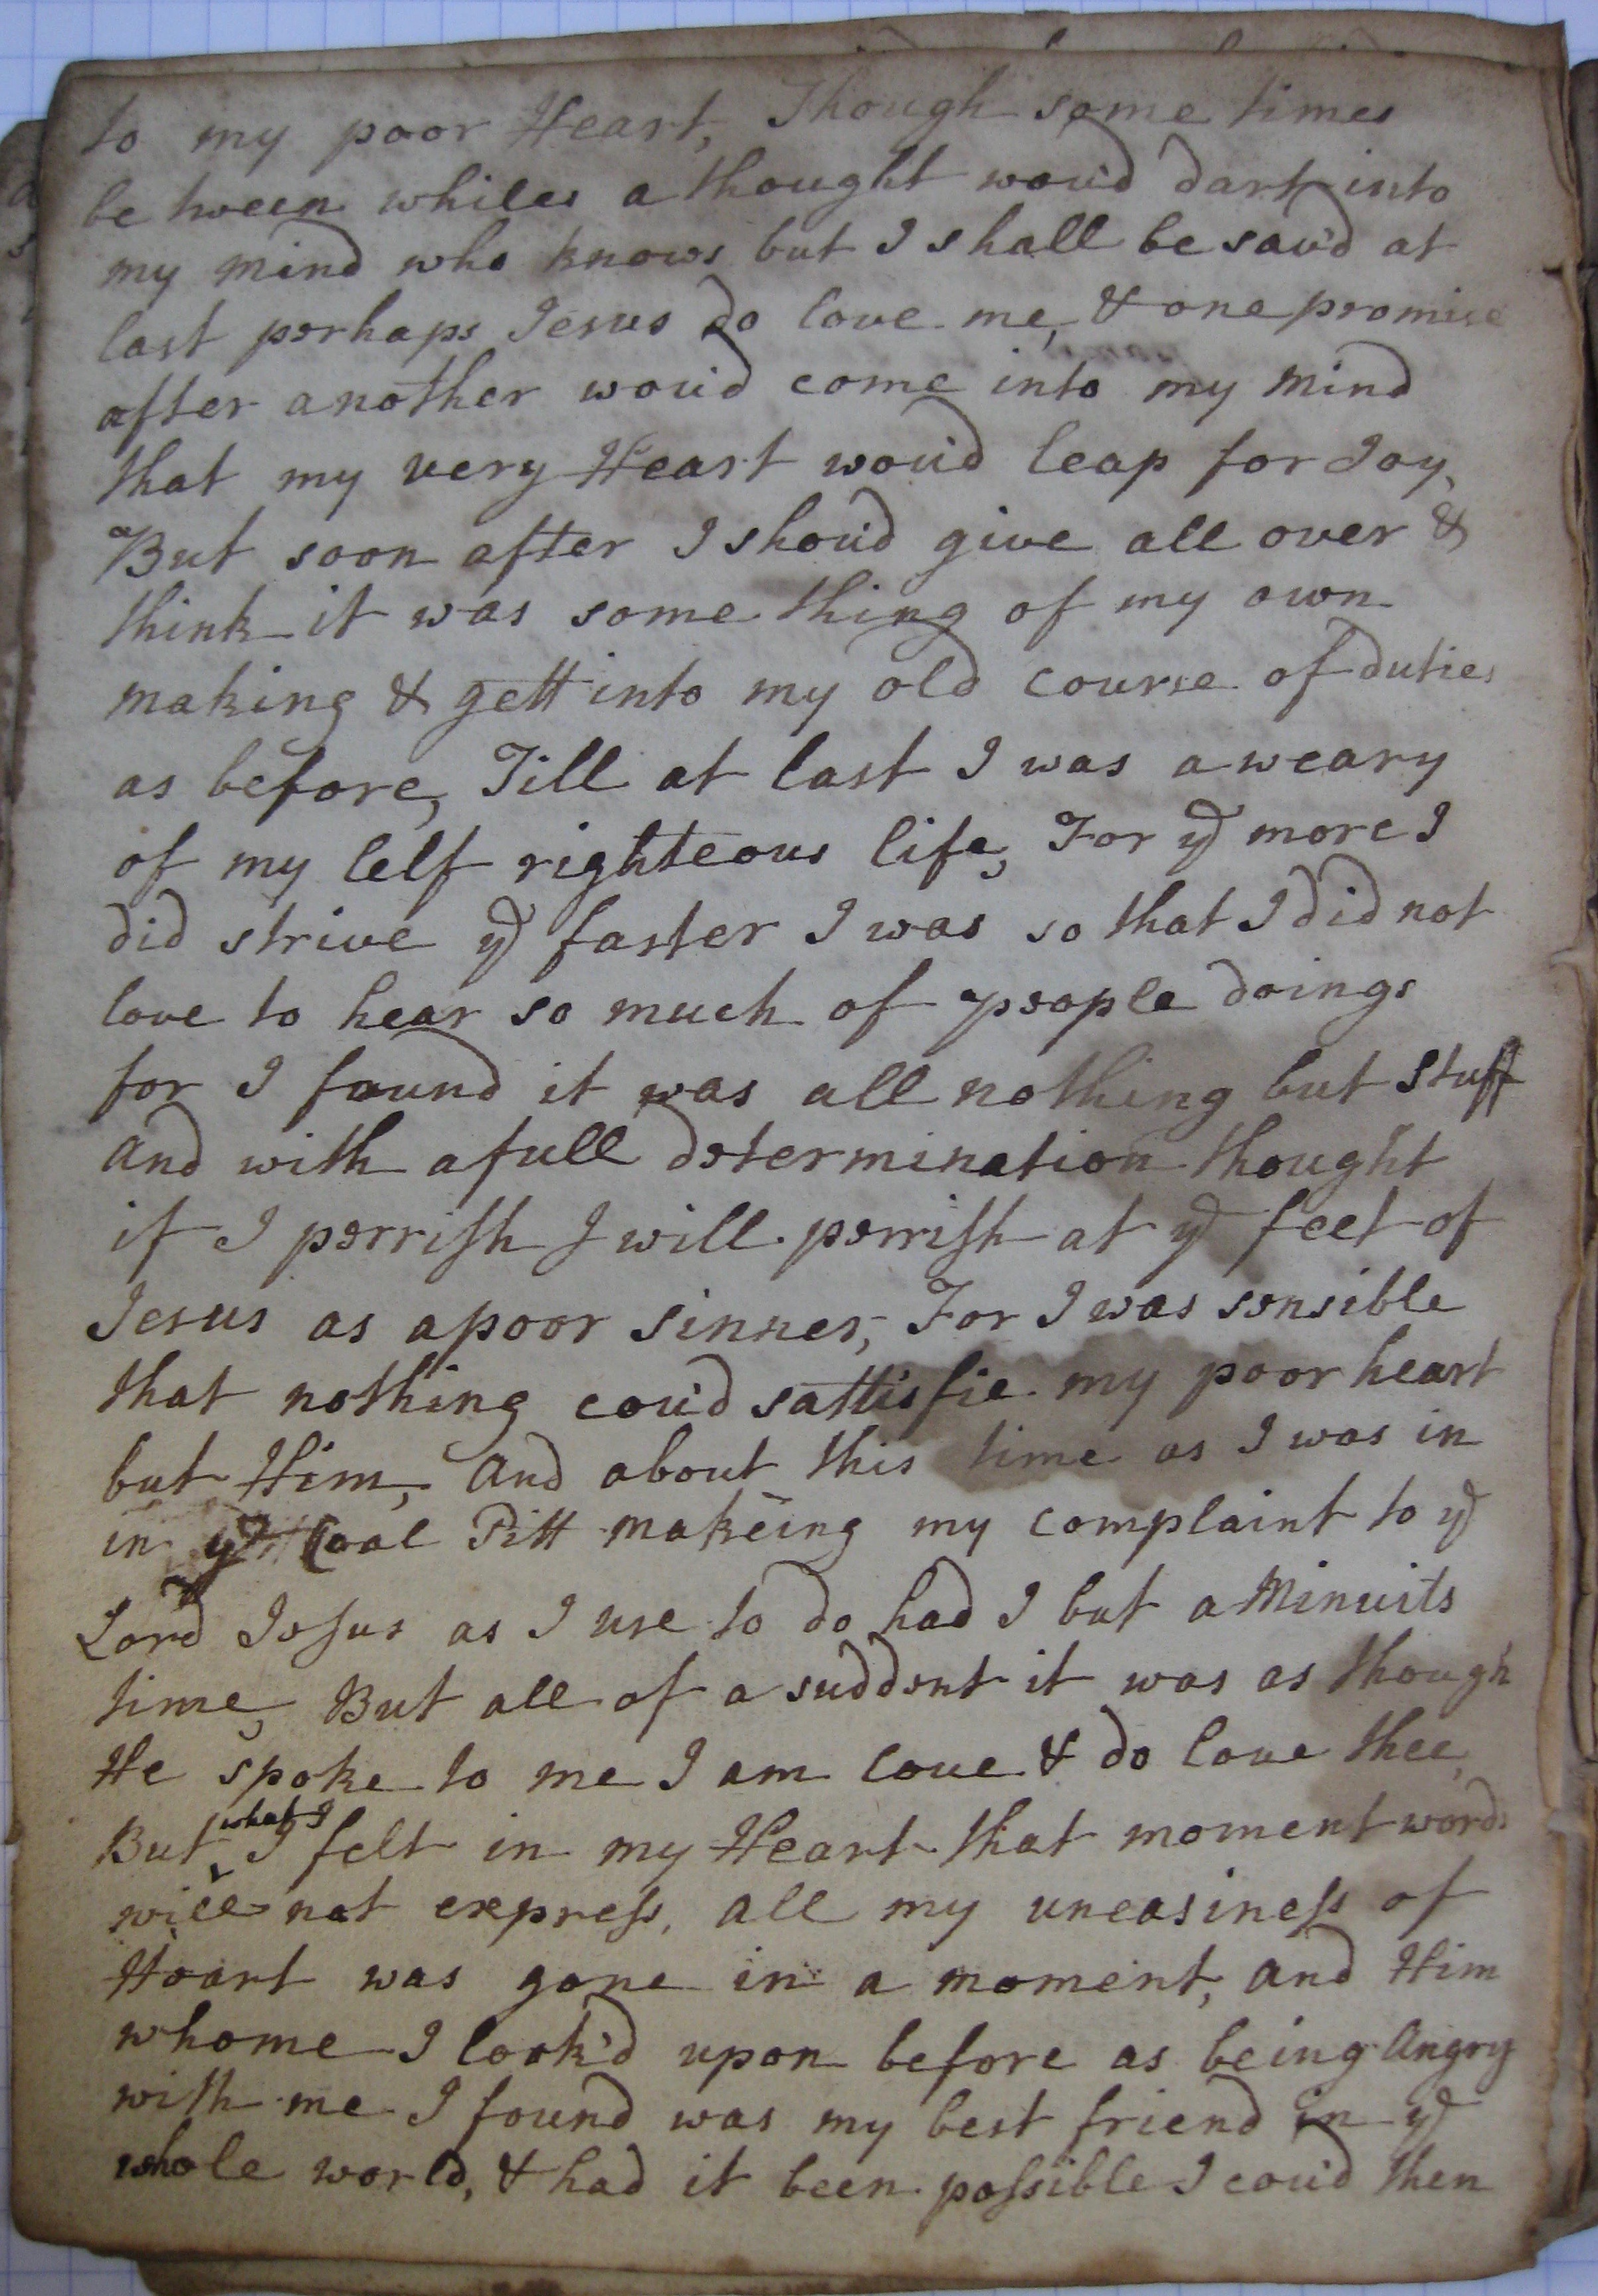 to my poor Heart, Though some times
be tween whiles a thought wou'd dart into
my mind who knows but I shall be sav'd at
last perhaps Jesus do love me, & one promise
after another wou'd come into my mind
that my very Heart wou'd leap for Joy,
But soon after I shou'd give all over &
think it was some thing of my own
making & gett into my old course of duties
as before, Till at last I was a weary
of my self righteous life, For ye more I
did strive ye faster I was so that I did not
love to hear so much of people doings
for I found it was all nothing but stuff
and with a full determination thought
if I perrish I will perrish at ye feet of
Jesus as a poor sinner, For I was sensible
that nothing cou'd sattisfie my poor heart
but Him, And about this time as I was in
in ye Coal Pitt makeing my complaint to ye
Lord Jesus as I use to do had I but a Minuits
time, But all of a suddent it was as though
He spoke to me I am love & do love thee,
But what I felt in my Heart that moment words
will not express, all my uneasiness of
Heart was gone in a moment, and Him
whome I look'd upon before as being Angry
with me I found was my best friend in ye
whole world, & had it been possible I cou'd then